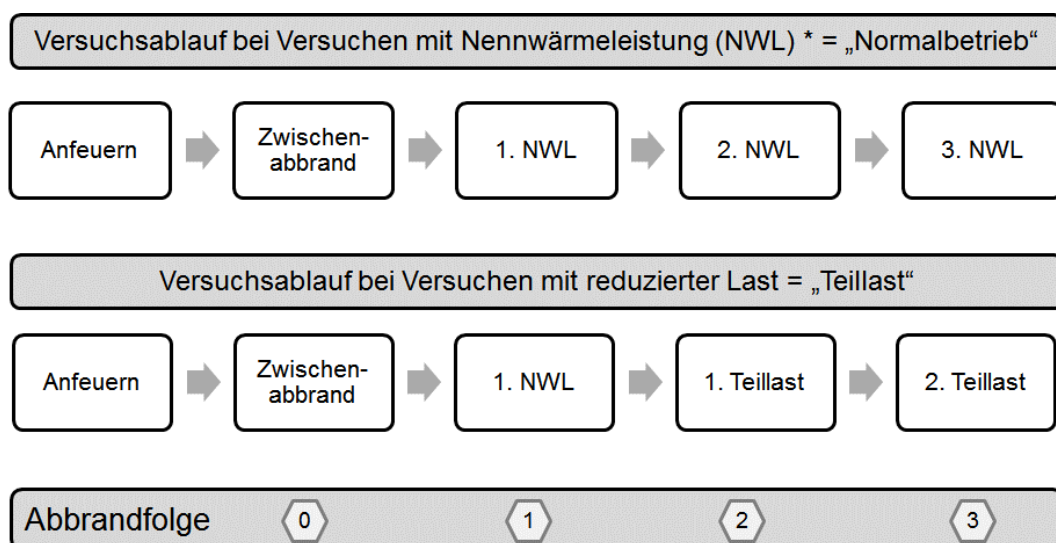 Versuchsablauf bei Versuchen mit Nennwärmeleistung (NWL) * = „Normalbetrieb“
Anfeuern
Zwischen-
abbrand
1. NWL
2. NWL
3. NWL
Versuchsablauf bei Versuchen mit reduzierter Last = „Teillast“
Anfeuern
Zwischen-
abbrand
1. NWL
1. Teillast
2. Teillast
Abbrandfolge 0 1 2 3